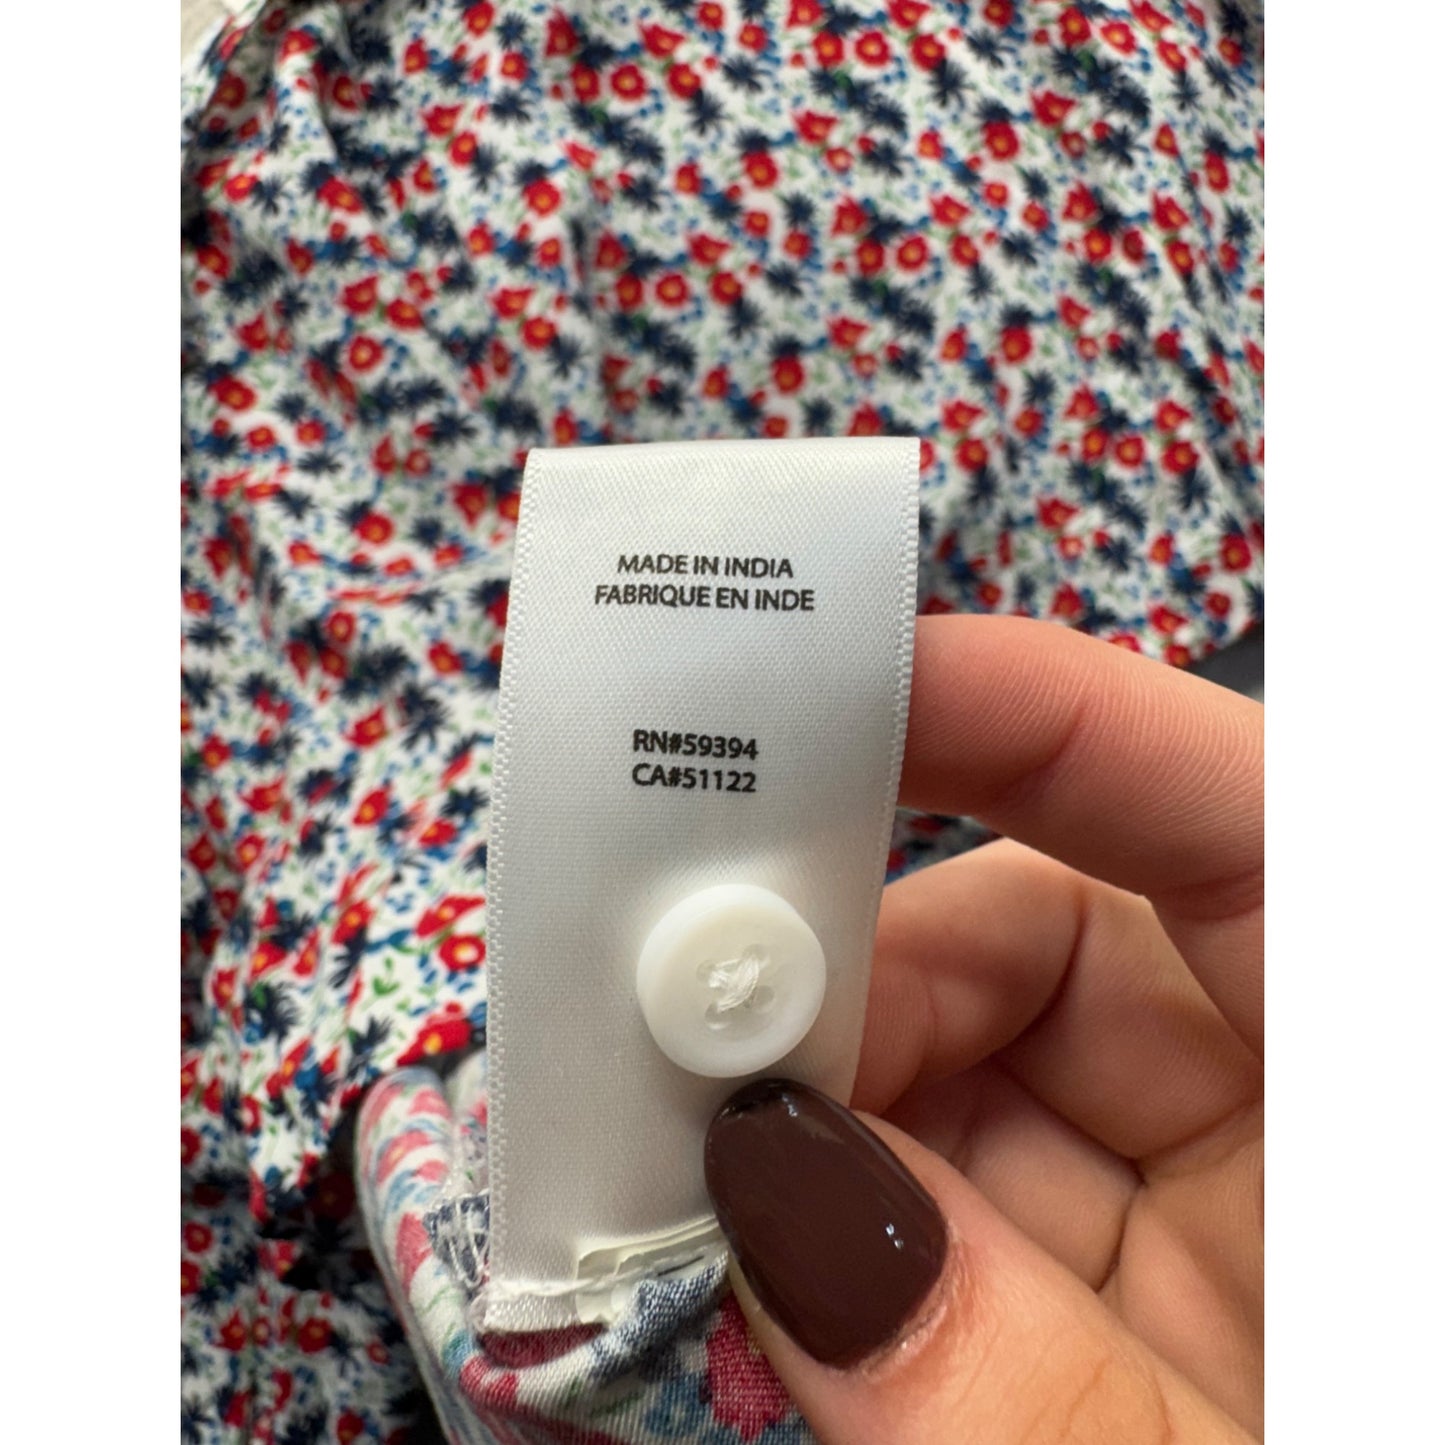 MADE IN INDIA
FABRIQUE EN INDE
RN#59394
CA#51122